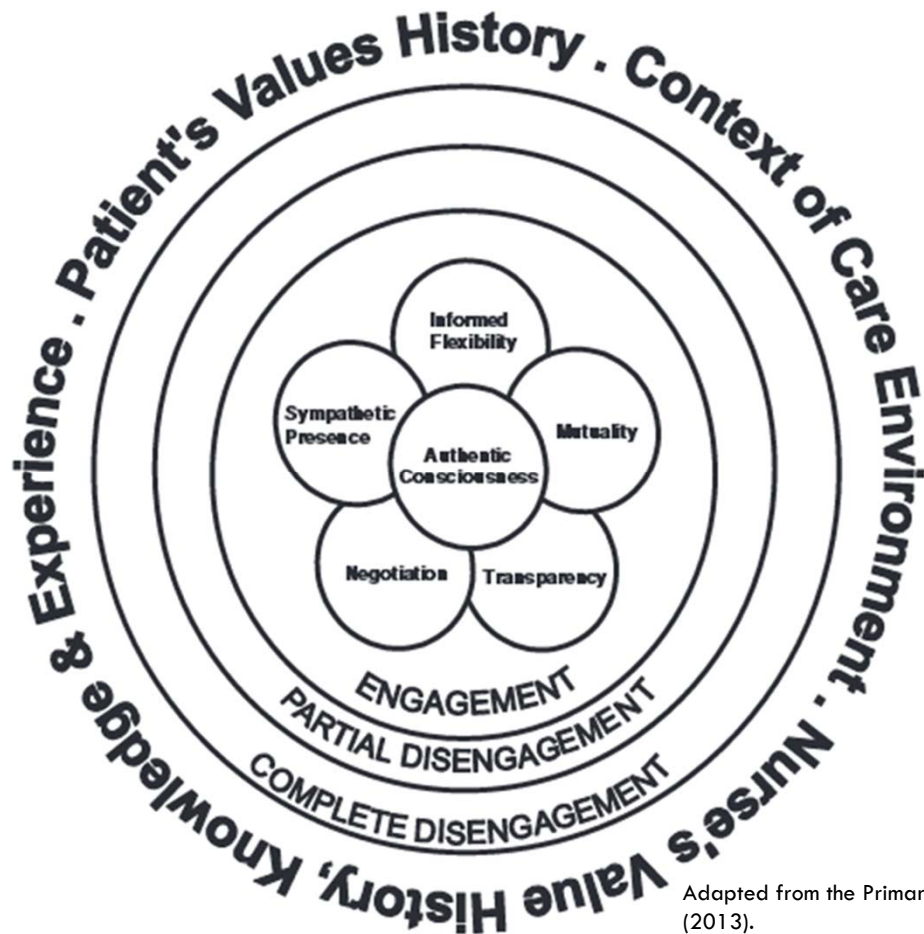 Patient's Values History . Context of Care Environment . Nurse's Value History, Knowledge & Experience .
Informed
Flexibility
Sympathetic
Presence
Mutuality
Authentic
Consciousness
Negotiation
Transparency
ENGAGEMENT
PARTIAL DISENGAGEMENT
COMPLETE DISENGAGEMENT
Adapted from the Primar
(2013).